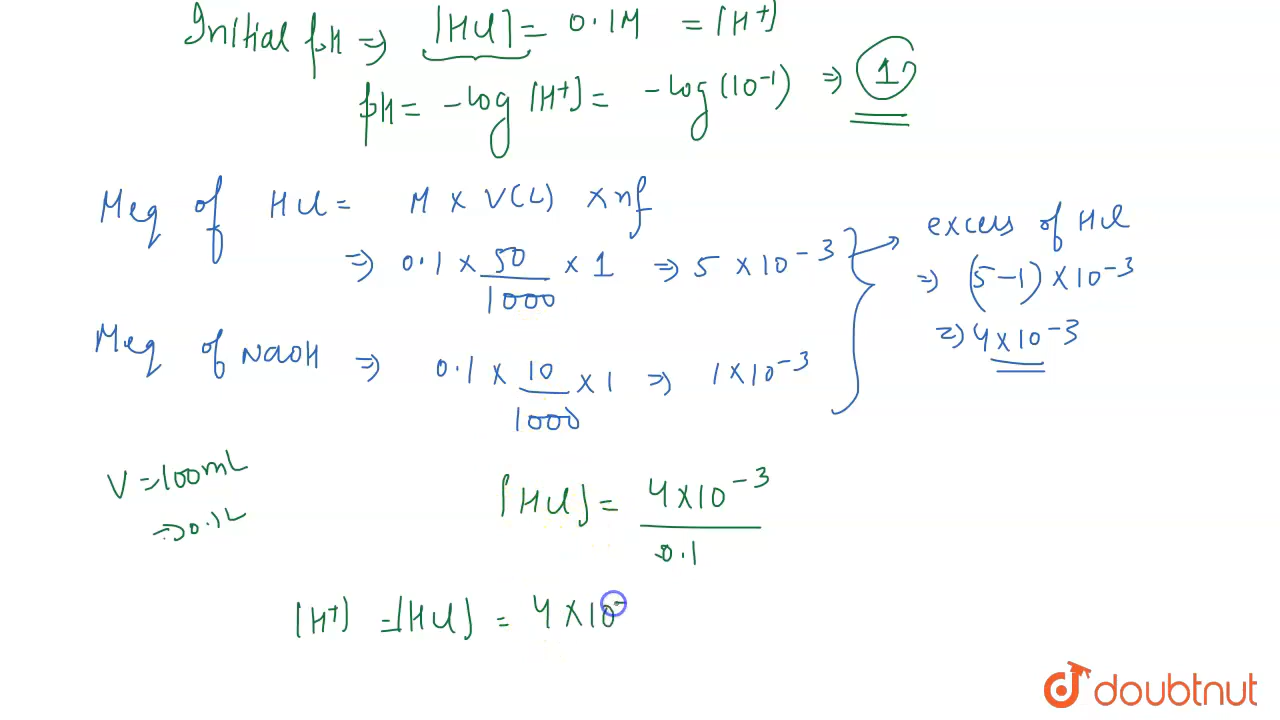 Initial pH ⇒ [HCl] = 0.1M = [H+]
pH = -log [H+] = -log(10-1) ⇒ 1
Meq of HCl = M × V(L) × nf
⇒ 0.1 × 50/1000 × 1 ⇒ 5 × 10-3
excess of HCl
⇒ (5-1) × 10-3
⇒ 4×10-3
Meq of NaOH ⇒ 0.1 × 10/1000 × 1 ⇒ 1×10-3
V ⇒ 100mL
⇒ 0.1L
[HCl] = 4×10-3/0.1
[H+] = [HCl] = 4×10-
doubtnut